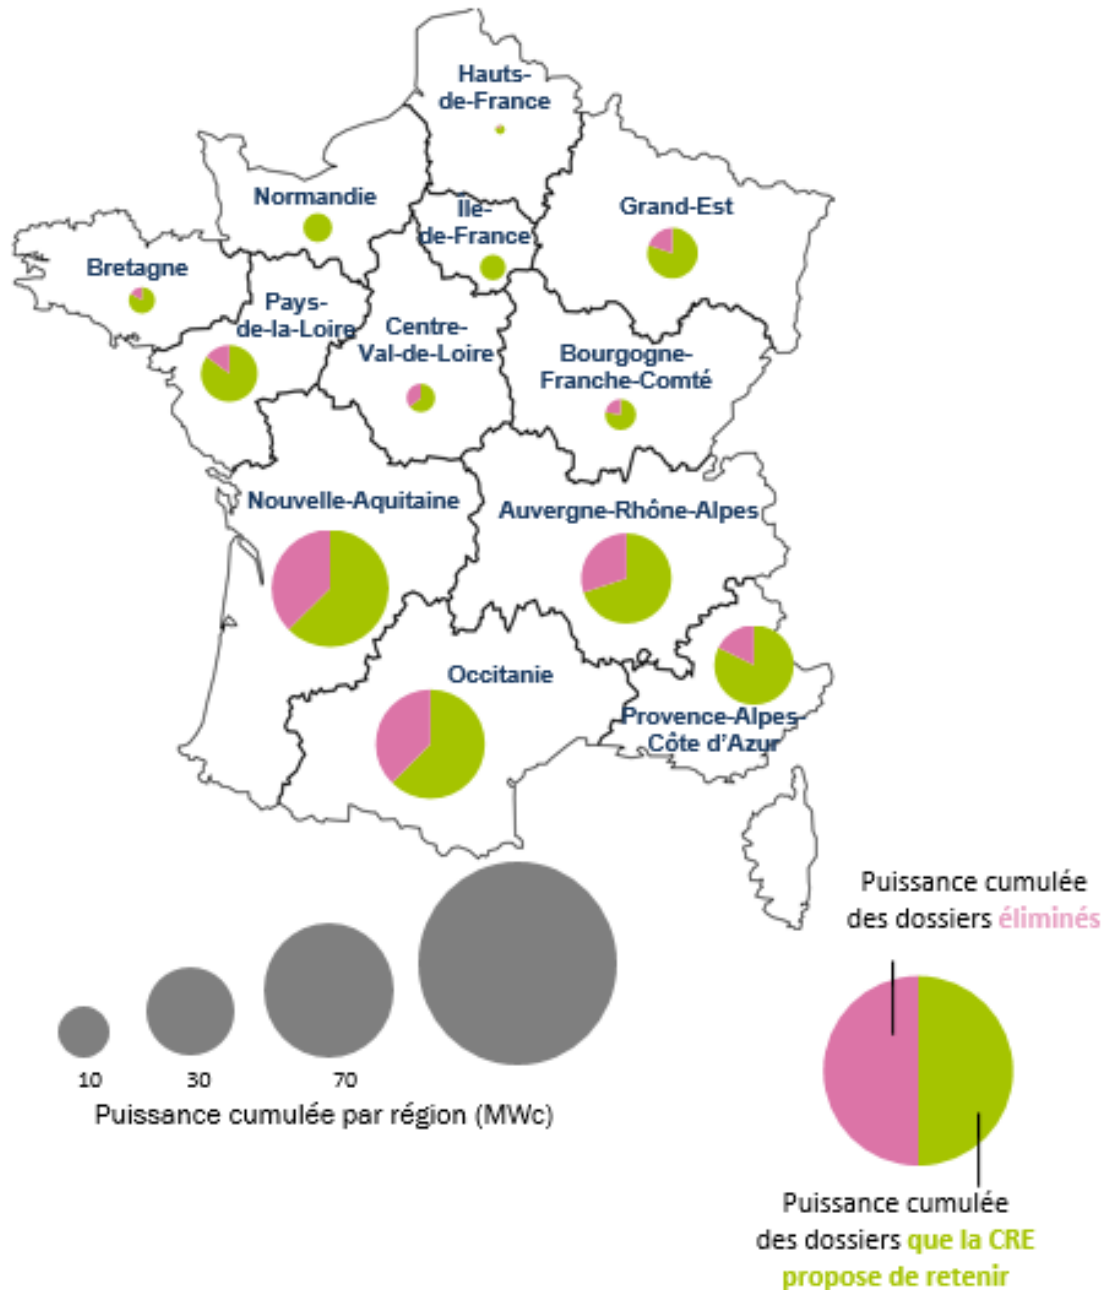 Hauts-
de-France
Normandie
Île-
de-France
Grand-Est
Bretagne
Pays-
de-la-Loire
Centre-
Val-de-Loire
Bourgogne-
Franche-Comté
Nouvelle-Aquitaine
Auvergne-Rhône-Alpes
Occitanie
Provence-Alpes-
Côte d'Azur
10 30 70
Puissance cumulée par région (MWc)
Puissance cumulée
des dossiers éliminés
Puissance cumulée
des dossiers que la CRE
propose de retenir